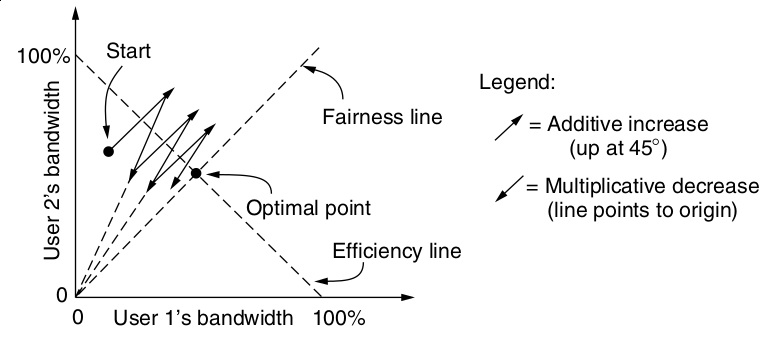 Start
100%
User 2's bandwidth
Fairness line
Optimal point
Efficiency line
0
0
User 1's bandwidth
100%
Legend:
= Additive increase
(up at 45°)
= Multiplicative decrease
(line points to origin)